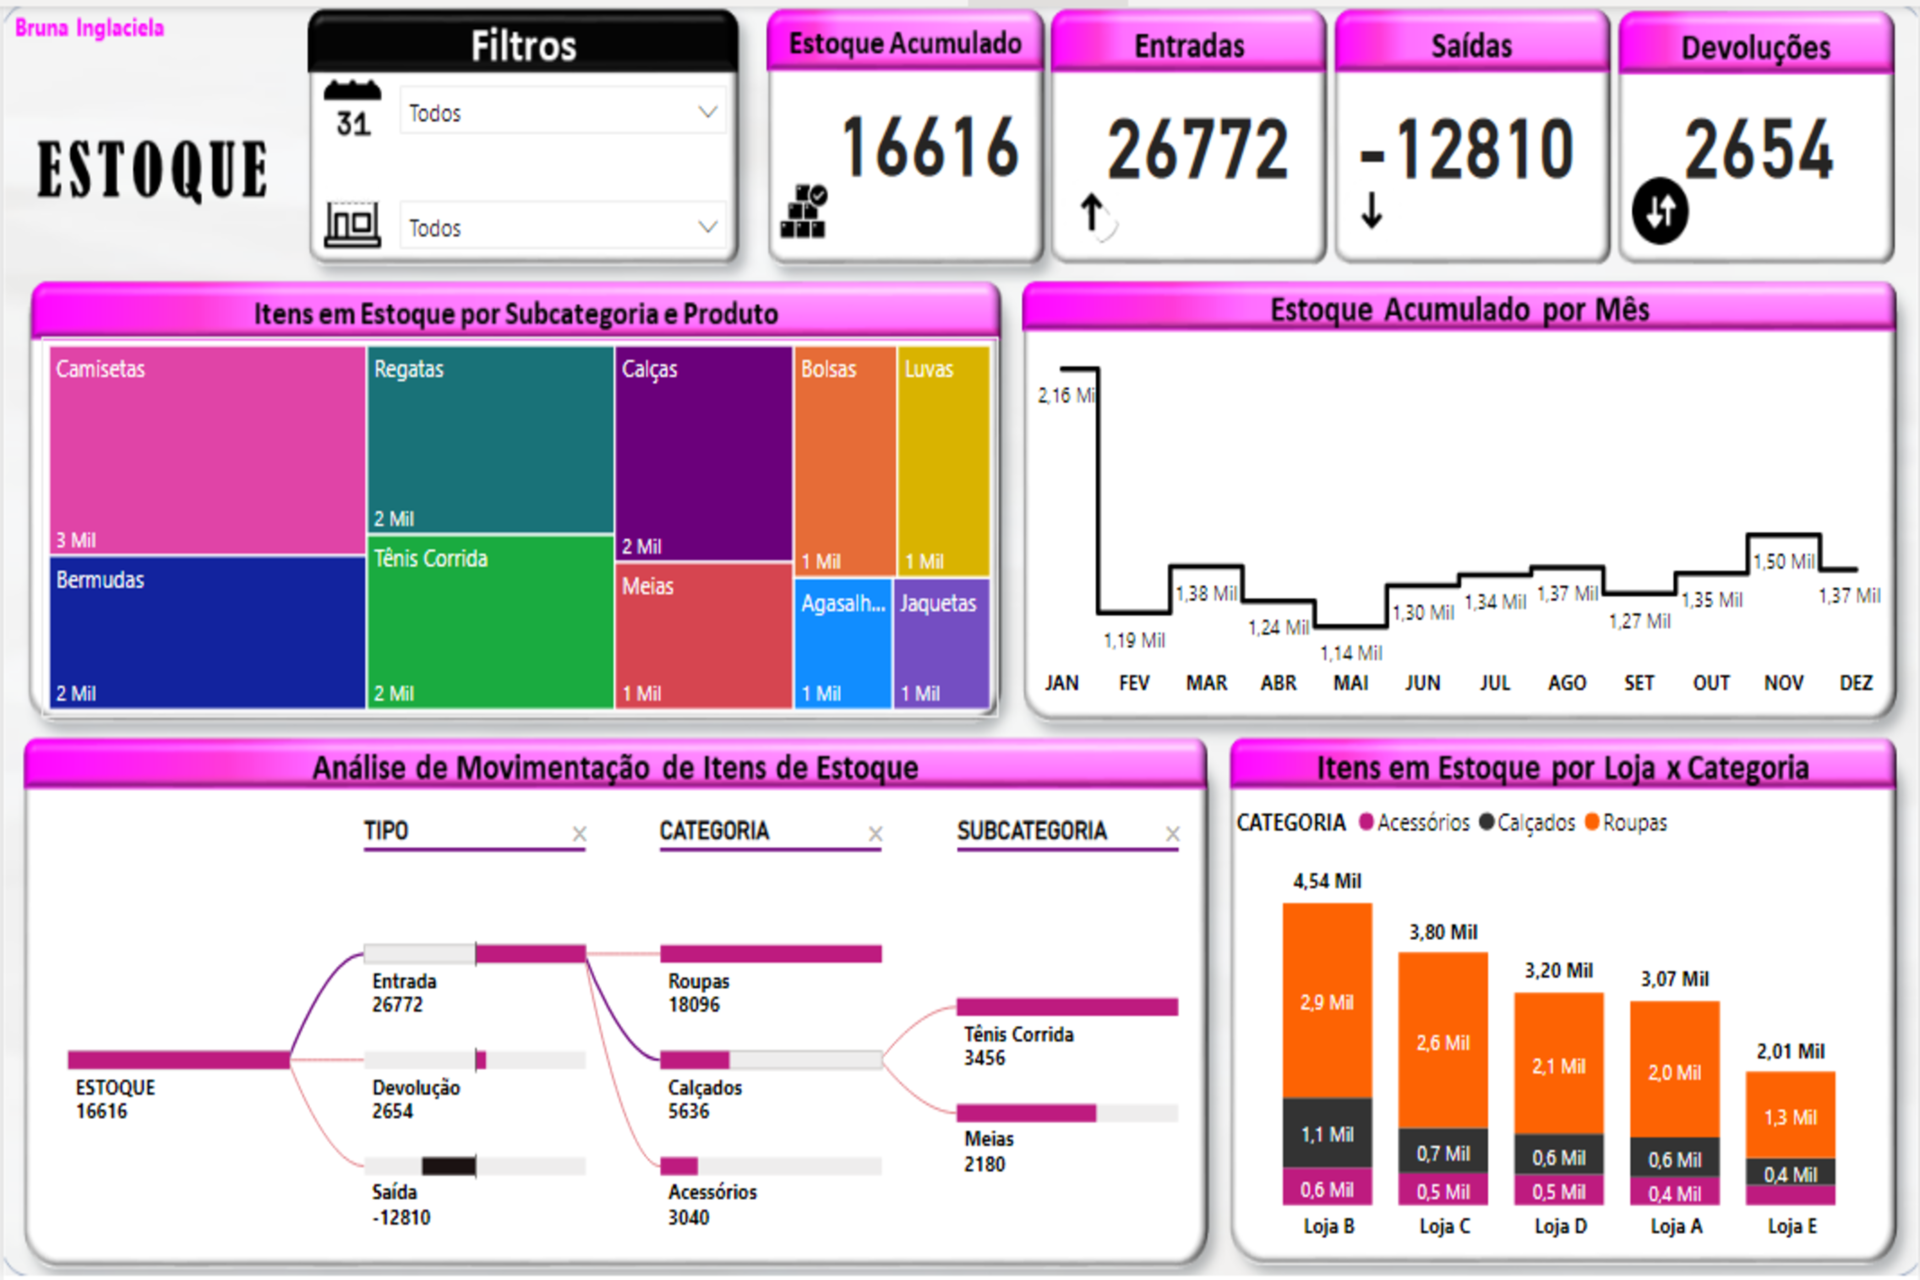 Bruna Inglaciela
ESTOQUE
Filtros
31
Todos
Todos
Estoque Acumulado
16616
Entradas
26772
Saídas
-12810
Devoluções
2654
Itens em Estoque por Subcategoria e Produto
Camisetas
3 Mil
Bermudas
2 Mil
Regatas
2 Mil
Tênis Corrida
2 Mil
Calças
2 Mil
Meias
1 Mil
Bolsas
1 Mil
Luvas
1 Mil
Agasalh...
1 Mil
Jaquetas
1 Mil
Estoque Acumulado por Mês
2,16 Mi
1,19 Mil
1,38 Mil
1,24 Mil
1,14 Mil
1,30 Mil
1,34 Mil
1,37 Mil
1,27 Mil
1,35 Mil
1,50 Mil
1,37 Mil
JAN FEV MAR ABR MAI JUN JUL AGO SET OUT NOV DEZ
Análise de Movimentação de Itens de Estoque
TIPO CATEGORIA SUBCATEGORIA
ESTOQUE
16616
Entrada
26772
Devolução
2654
Saída
-12810
Roupas
18096
Calçados
5636
Acessórios
3040
Tênis Corrida
3456
Meias
2180
Itens em Estoque por Loja x Categoria
CATEGORIA Acessórios Calçados Roupas
4,54 Mil
2,9 Mil
1,1 Mil
0,6 Mil
Loja B
3,80 Mil
2,6 Mil
0,7 Mil
0,5 Mil
Loja C
3,20 Mil
2,1 Mil
0,6 Mil
0,5 Mil
Loja D
3,07 Mil
2,0 Mil
0,6 Mil
0,4 Mil
Loja A
2,01 Mil
1,3 Mil
0,4 Mil
Loja E